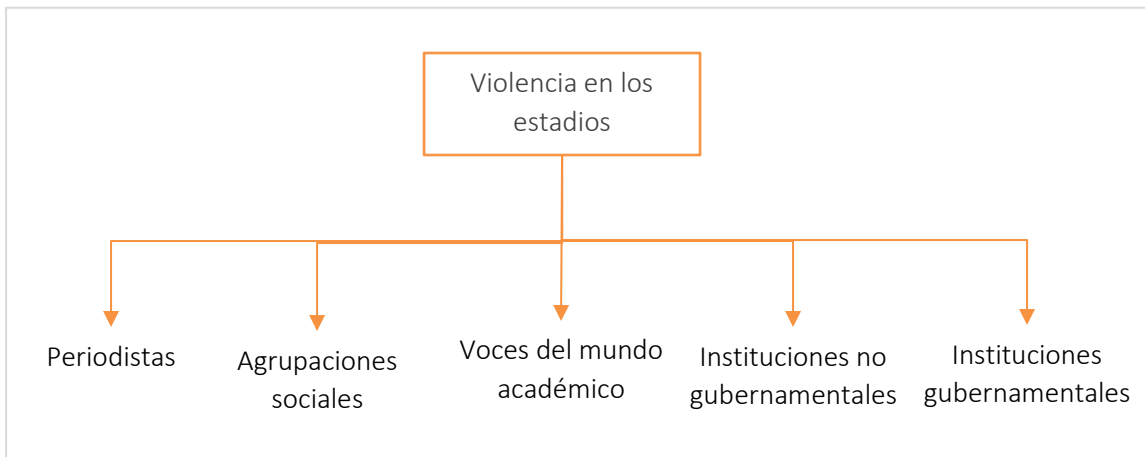 Violencia en los
estadios
Periodistas
Agrupaciones
sociales
Voces del mundo
académico
Instituciones no
gubernamentales
Instituciones
gubernamentales